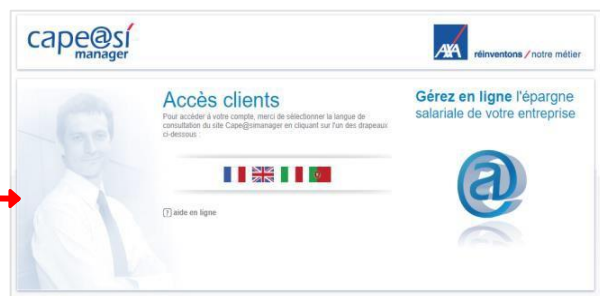 cape@sí
manager
AXA
réinventons / notre métier
Accès clients
Pour accéder à votre compte, merci de sélectionner la langue de
consultation du site Cape@simanager en cliquant sur l'un des drapeaux
ci-dessous :
? aide en ligne
Gérez en ligne l'épargne
salariale de votre entreprise
@